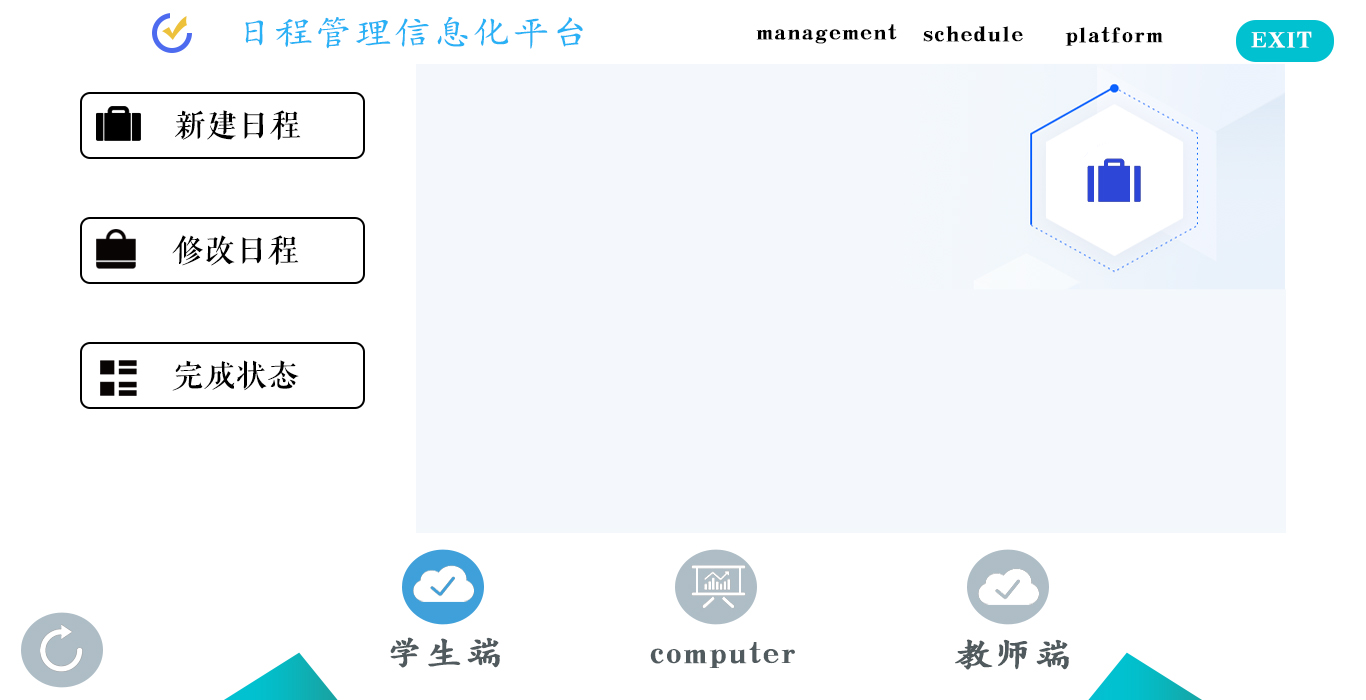 日程管理信息化平台
management schedule platform EXIT
新建日程
修改日程
完成状态
学生端 computer 教师端